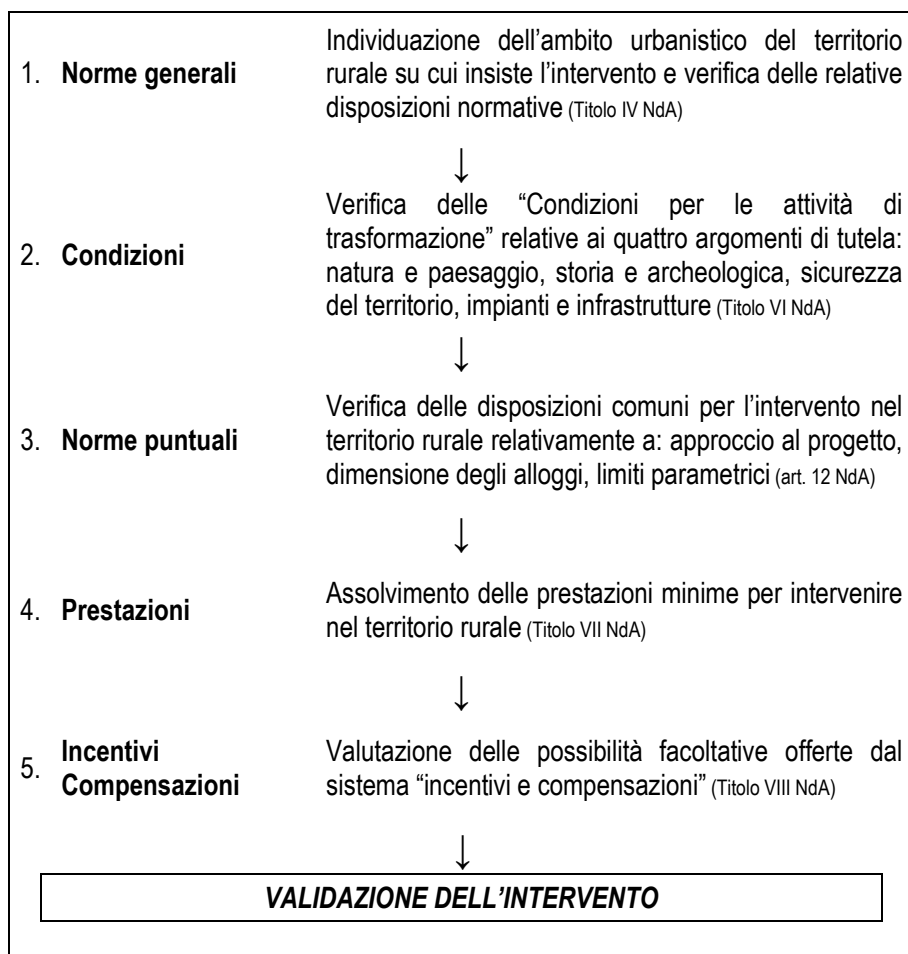 Individuazione dell’ambito urbanistico del territorio
1. Norme generali rurale su cui insiste l’intervento e verifica delle relative
disposizioni normative (Titolo IV NdA)
↓
Verifica delle “Condizioni per le attività di
trasformazione” relative ai quattro argomenti di tutela:
2. Condizioni
natura e paesaggio, storia e archeologica, sicurezza
del territorio, impianti e infrastrutture (Titolo VI NdA)
↓
Verifica delle disposizioni comuni per l’intervento nel
3. Norme puntuali territorio rurale relativamente a: approccio al progetto,
dimensione degli alloggi, limiti parametrici (art. 12 NdA)
↓
Assolvimento delle prestazioni minime per intervenire
4. Prestazioni
nel territorio rurale (Titolo VII NdA)
↓
5. Incentivi
Compensazioni
Valutazione delle possibilità facoltative offerte dal
sistema “incentivi e compensazioni” (Titolo VIII NdA)
↓
VALIDAZIONE DELL’INTERVENTO